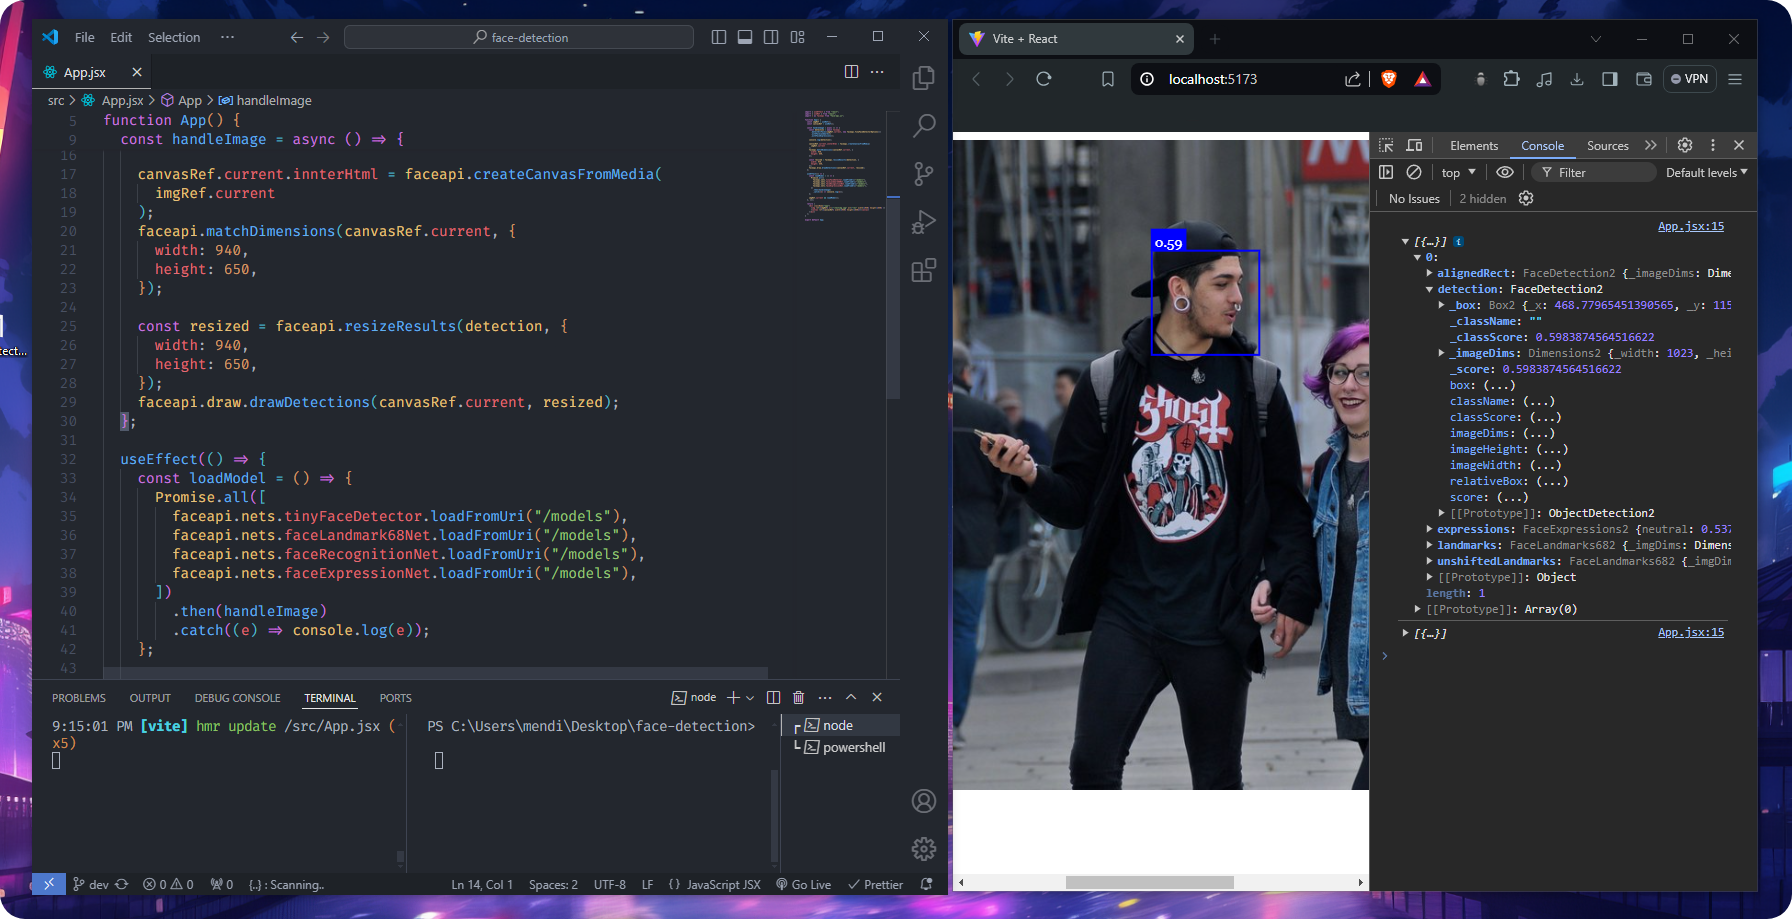 File Edit Selection ···
face-detection
App.jsx
src > App.jsx > App > handleImage
5 function App() {
9 const handleImage = async () => {
16
17 canvasRef.current.innterHtml = faceapi.createCanvasFromMedia(
18 imgRef.current
19 );
20 faceapi.matchDimensions(canvasRef.current, {
21 width: 940,
22 height: 650,
23 });
24
25 const resized = faceapi.resizeResults(detection, {
26 width: 940,
27 height: 650,
28 });
29 faceapi.draw.drawDetections(canvasRef.current, resized);
30 };
31
32 useEffect(() => {
33 const loadModel = () => {
34 Promise.all([
35 faceapi.nets.tinyFaceDetector.loadFromUri("/models"),
36 faceapi.nets.faceLandmark68Net.loadFromUri("/models"),
37 faceapi.nets.faceRecognitionNet.loadFromUri("/models"),
38 faceapi.nets.faceExpressionNet.loadFromUri("/models"),
39 ])
40 .then(handleImage)
41 .catch((e) => console.log(e));
42 };
43
PROBLEMS OUTPUT DEBUG CONSOLE TERMINAL PORTS
node
9:15:01 PM [vite] hmr update /src/App.jsx (
x5)
PS C:\Users\mendi\Desktop\face-detection>
node
powershell
dev 0 0 0 {..} : Scanning..
Ln 14, Col 1 Spaces: 2 UTF-8 LF {} JavaScript JSX Go Live Prettier
tect...
Vite + React
localhost:5173
VPN
0.59
Ghost
Elements Console Sources
top Filter Default levels
No Issues 2 hidden
App.jsx:15
[{…}]
0:
alignedRect: FaceDetection2 {_imageDims: Dime
detection: FaceDetection2
_box: Box2 {_x: 468.77965451390565, _y: 115
_className: ""
_classScore: 0.5983874564516622
_imageDims: Dimensions2 {_width: 1023, _hei
_score: 0.5983874564516622
box: (...)
className: (...)
classScore: (...)
imageDims: (...)
imageHeight: (...)
imageWidth: (...)
relativeBox: (...)
score: (...)
[[Prototype]]: ObjectDetection2
expressions: FaceExpressions2 {neutral: 0.537
landmarks: FaceLandmarks682 {_imgDims: Dimens
unshiftedLandmarks: FaceLandmarks682 {_imgDim
[[Prototype]]: Object
length: 1
[[Prototype]]: Array(0)
[{…}]
App.jsx:15